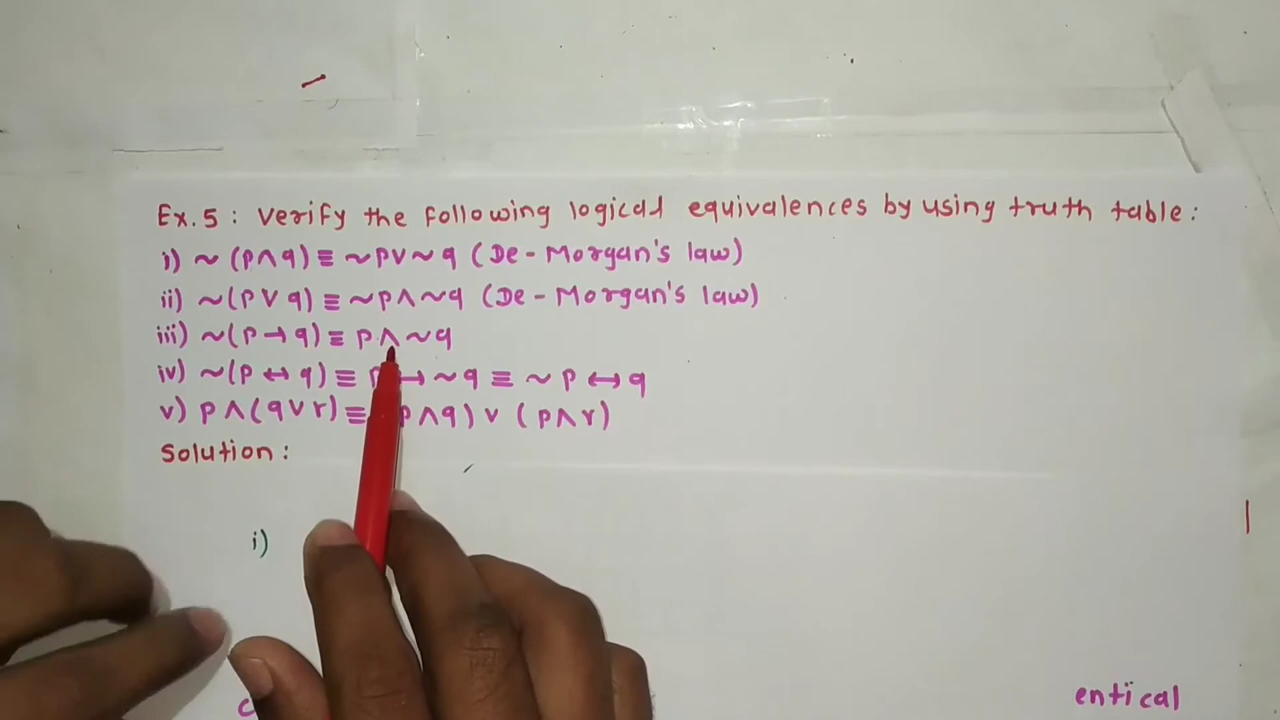 Ex.5 : Verify the following logical equivalences by using truth table :
i) ~ (p∧q) ≡ ~p∨~q (De-Morgan's law)
ii) ~(p∨q) ≡ ~p∧~q (De-Morgan's law)
iii) ~(p→q) ≡ p∧~q
iv) ~(p↔q) ≡ ~q ≡ ~p↔q
v) p∧(q∨r) ≡ p∧q) ∨ (p∧r)
Solution :
i)
entical